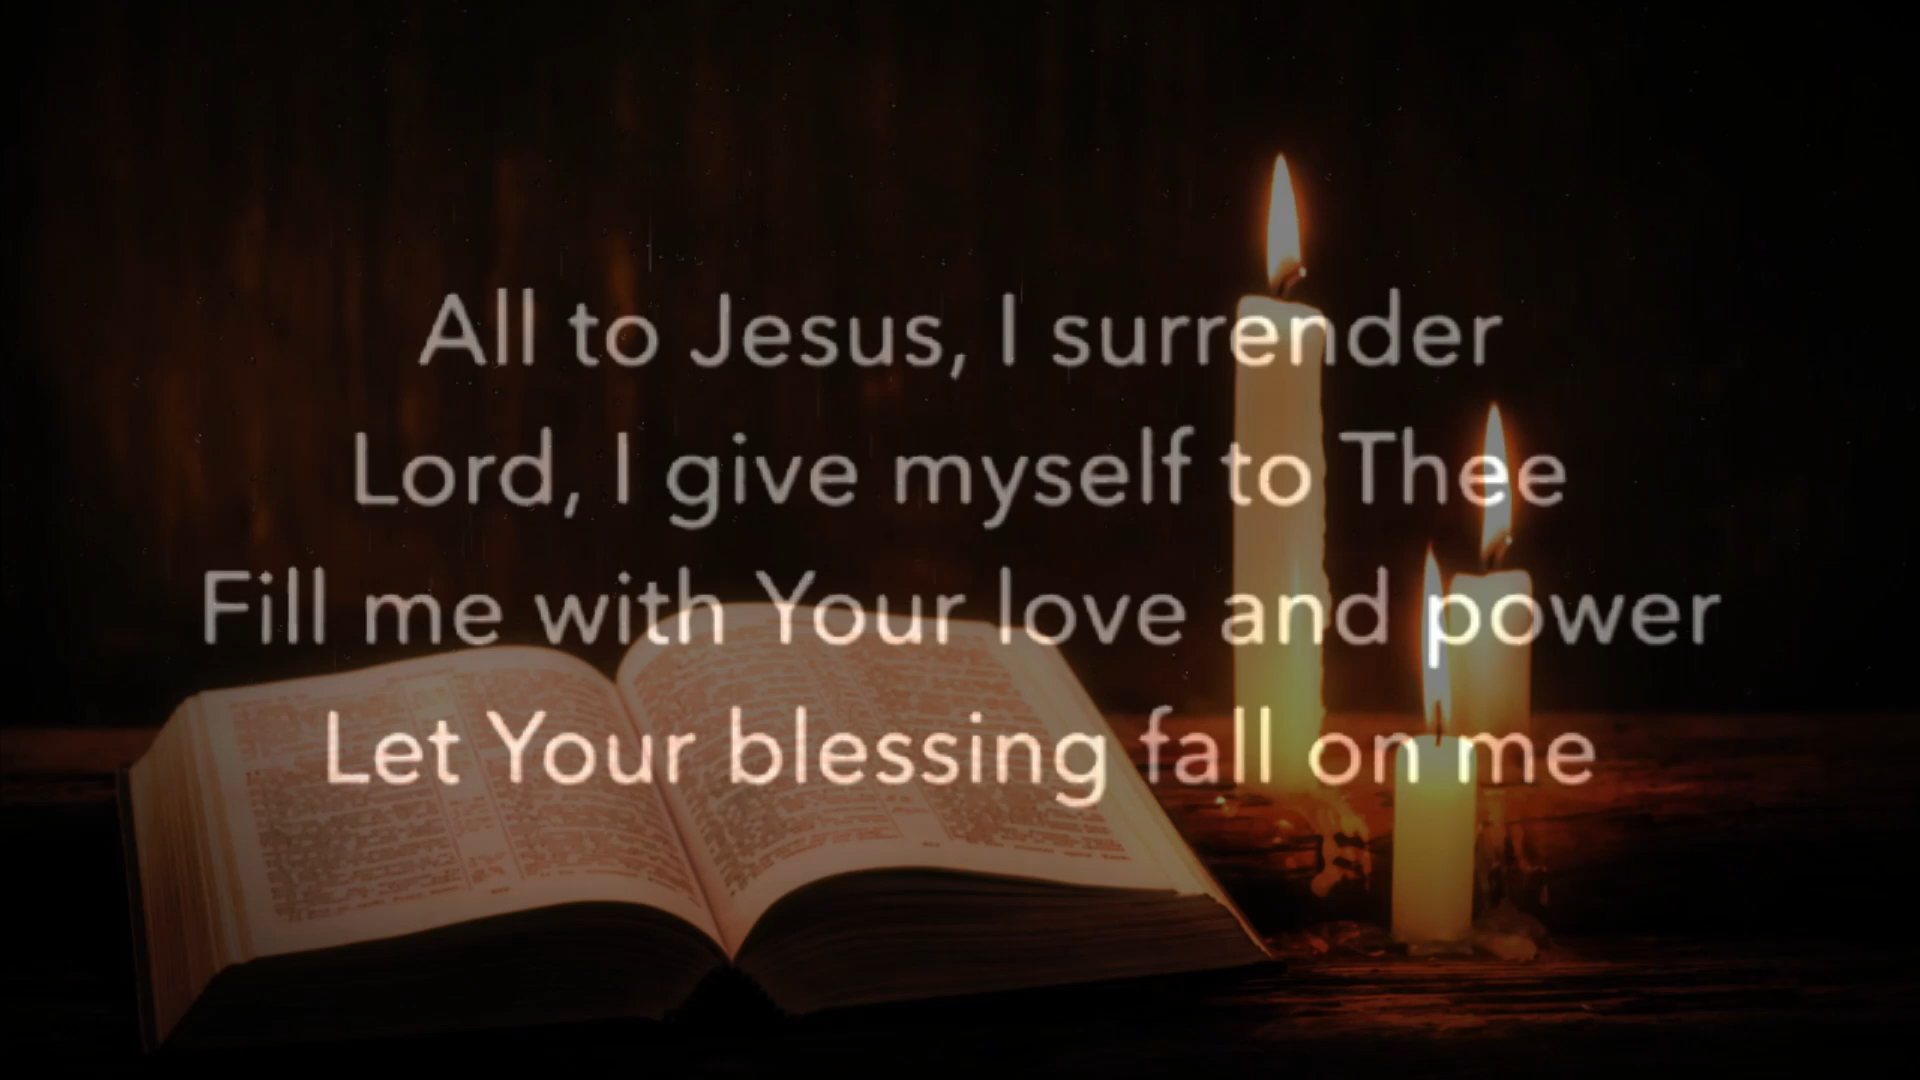 All to Jesus, I surrender
Lord, I give myself to Thee
Fill me with Your love and power
Let Your blessing fall on me